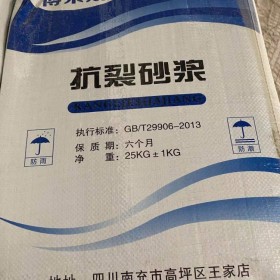 抗裂砂浆
执行标准: GB/T29906-2013
保质期: 六个月
净重: 25KG±1KG
防雨
防潮
地址 四川南充市高坪区王家店